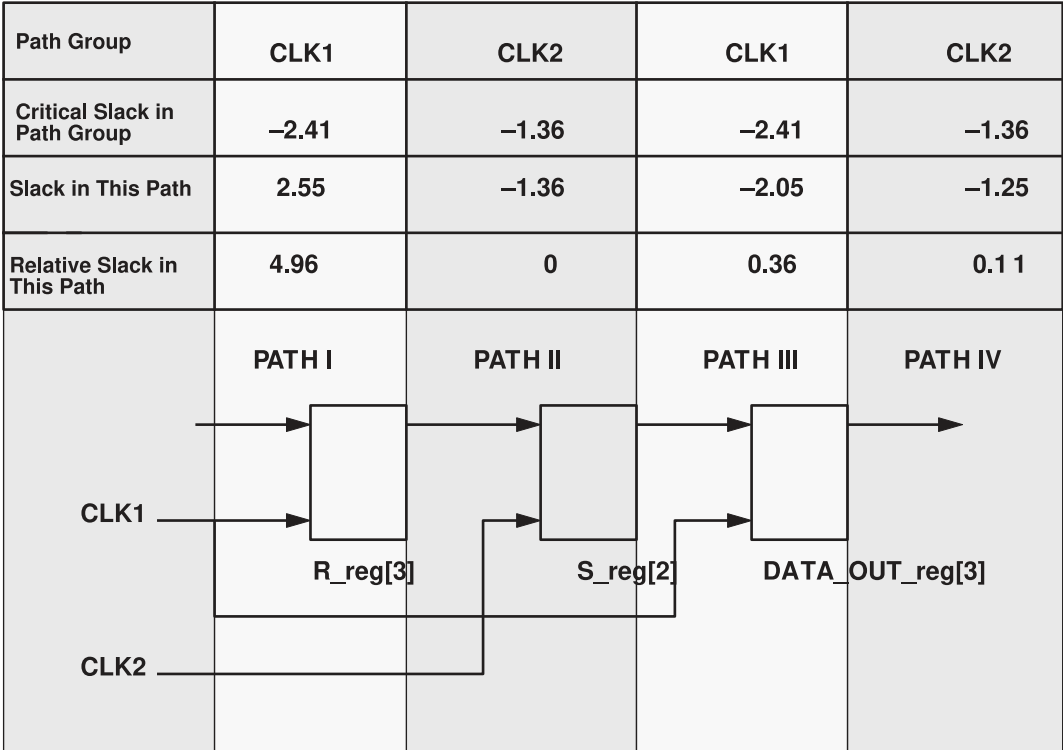 Path Group CLK1 CLK2 CLK1 CLK2
Critical Slack in
Path Group –2.41 –1.36 –2.41 –1.36
Slack in This Path 2.55 –1.36 –2.05 –1.25
Relative Slack in
This Path 4.96 0 0.36 0.1 1
PATH I PATH II PATH III PATH IV
CLK1
R_reg[3] S_reg[2] DATA_OUT_reg[3]
CLK2